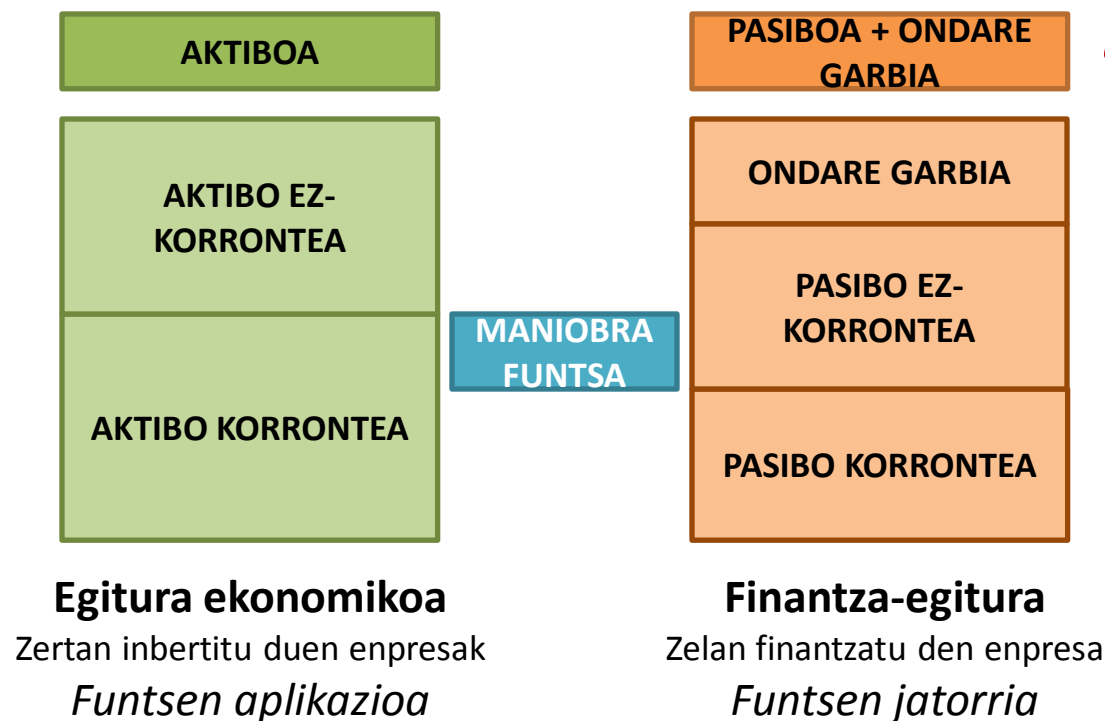 AKTIBOA
PASIBOA + ONDARE
GARBIA
AKTIBO EZ-
KORRONTEA
AKTIBO KORRONTEA
MANIOBRA
FUNTSA
ONDARE GARBIA
PASIBO EZ-
KORRONTEA
PASIBO KORRONTEA
Egitura ekonomikoa
Zertan inbertitu duen enpresak
Funtsen aplikazioa
Finantza-egitura
Zelan finantzatu den enpresa
Funtsen jatorria